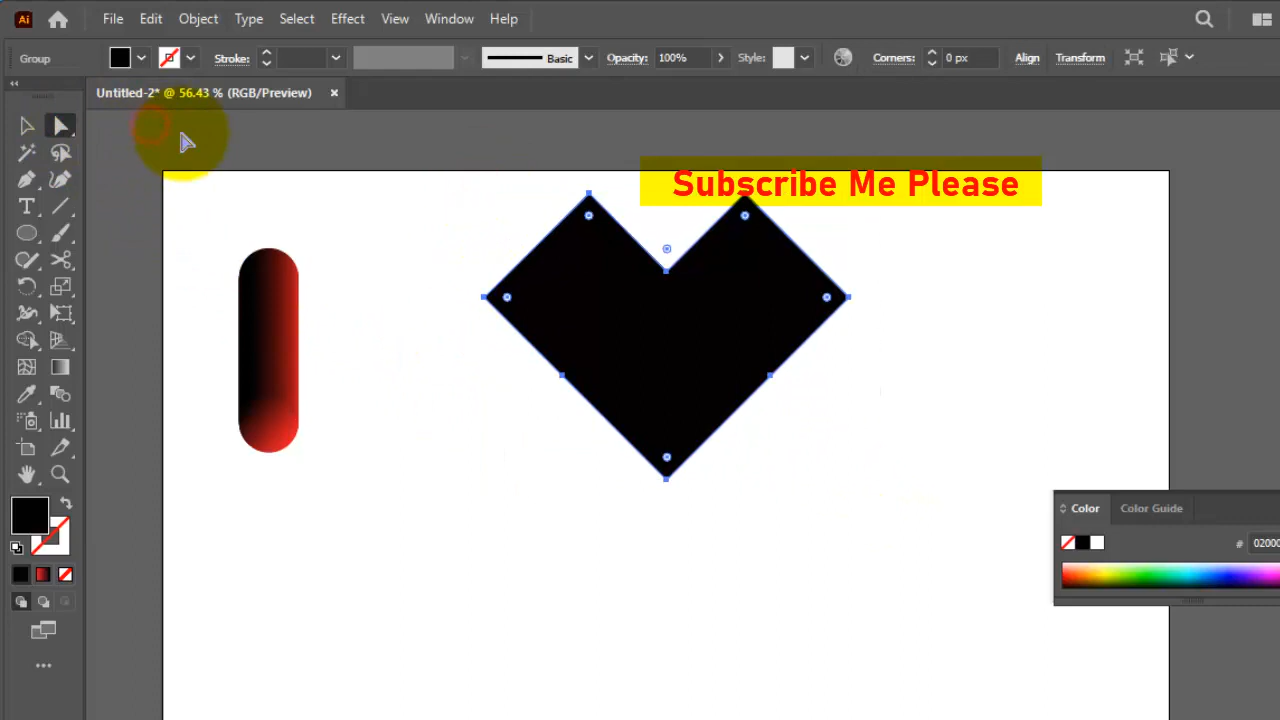 Ai File Edit Object Type Select Effect View Window Help
Group Stroke: Basic Opacity: 100% Style: Corners: 0 px Align Transform
Untitled-2* @ 56.43 % (RGB/Preview) ×
Subscribe Me Please
Color Color Guide
# 02000